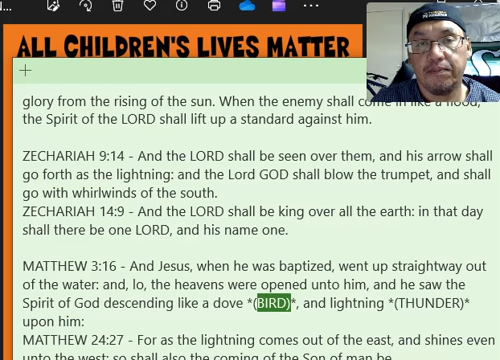 ALL CHILDREN'S LIVES MATTER
glory from the rising of the sun. When the enemy shall come in like a flood,
the Spirit of the LORD shall lift up a standard against him.
ZECHARIAH 9:14 - And the LORD shall be seen over them, and his arrow shall
go forth as the lightning: and the Lord GOD shall blow the trumpet, and shall
go with whirlwinds of the south.
ZECHARIAH 14:9 - And the LORD shall be king over all the earth: in that day
shall there be one LORD, and his name one.
MATTHEW 3:16 - And Jesus, when he was baptized, went up straightway out
of the water: and, lo, the heavens were opened unto him, and he saw the
Spirit of God descending like a dove *(BIRD)*, and lightning *(THUNDER)*
upon him:
MATTHEW 24:27 - For as the lightning comes out of the east, and shines even
unto the west; so shall also the coming of the Son of man be.